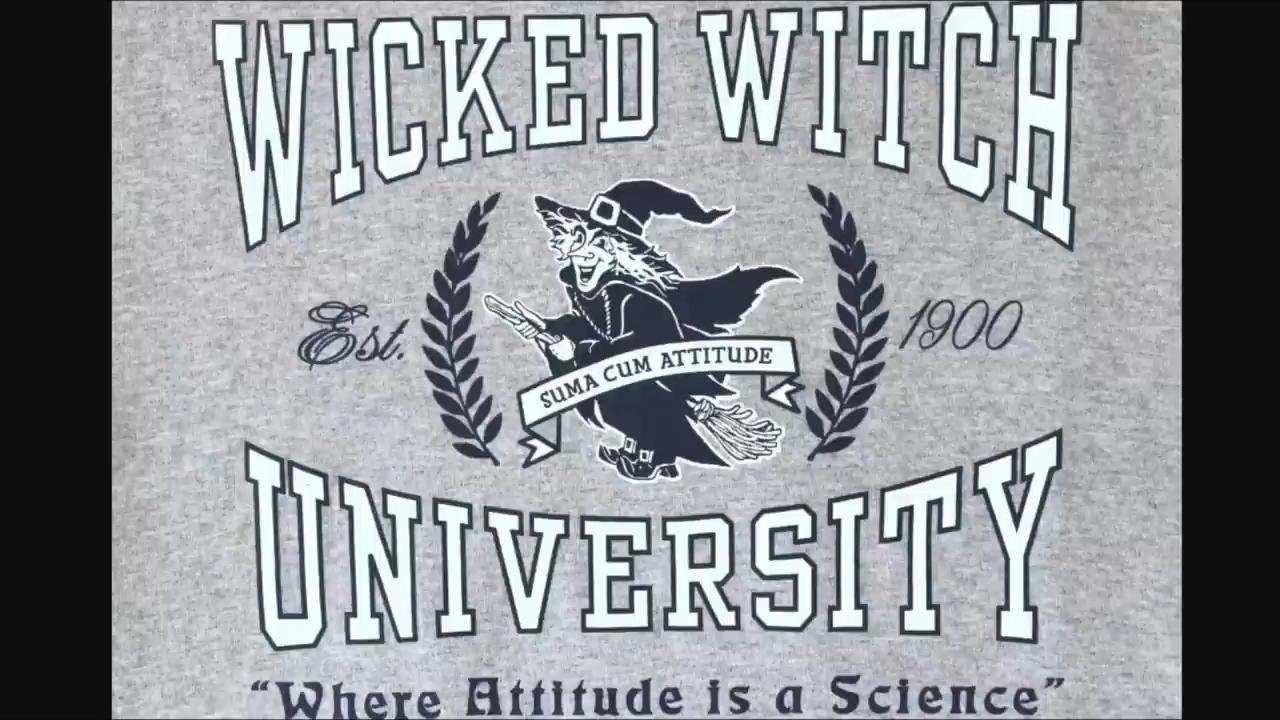 WICKED WITCH
Est. 1900
SUMA CUM ATTITUDE
UNIVERSITY
“Where Attitude is a Science”